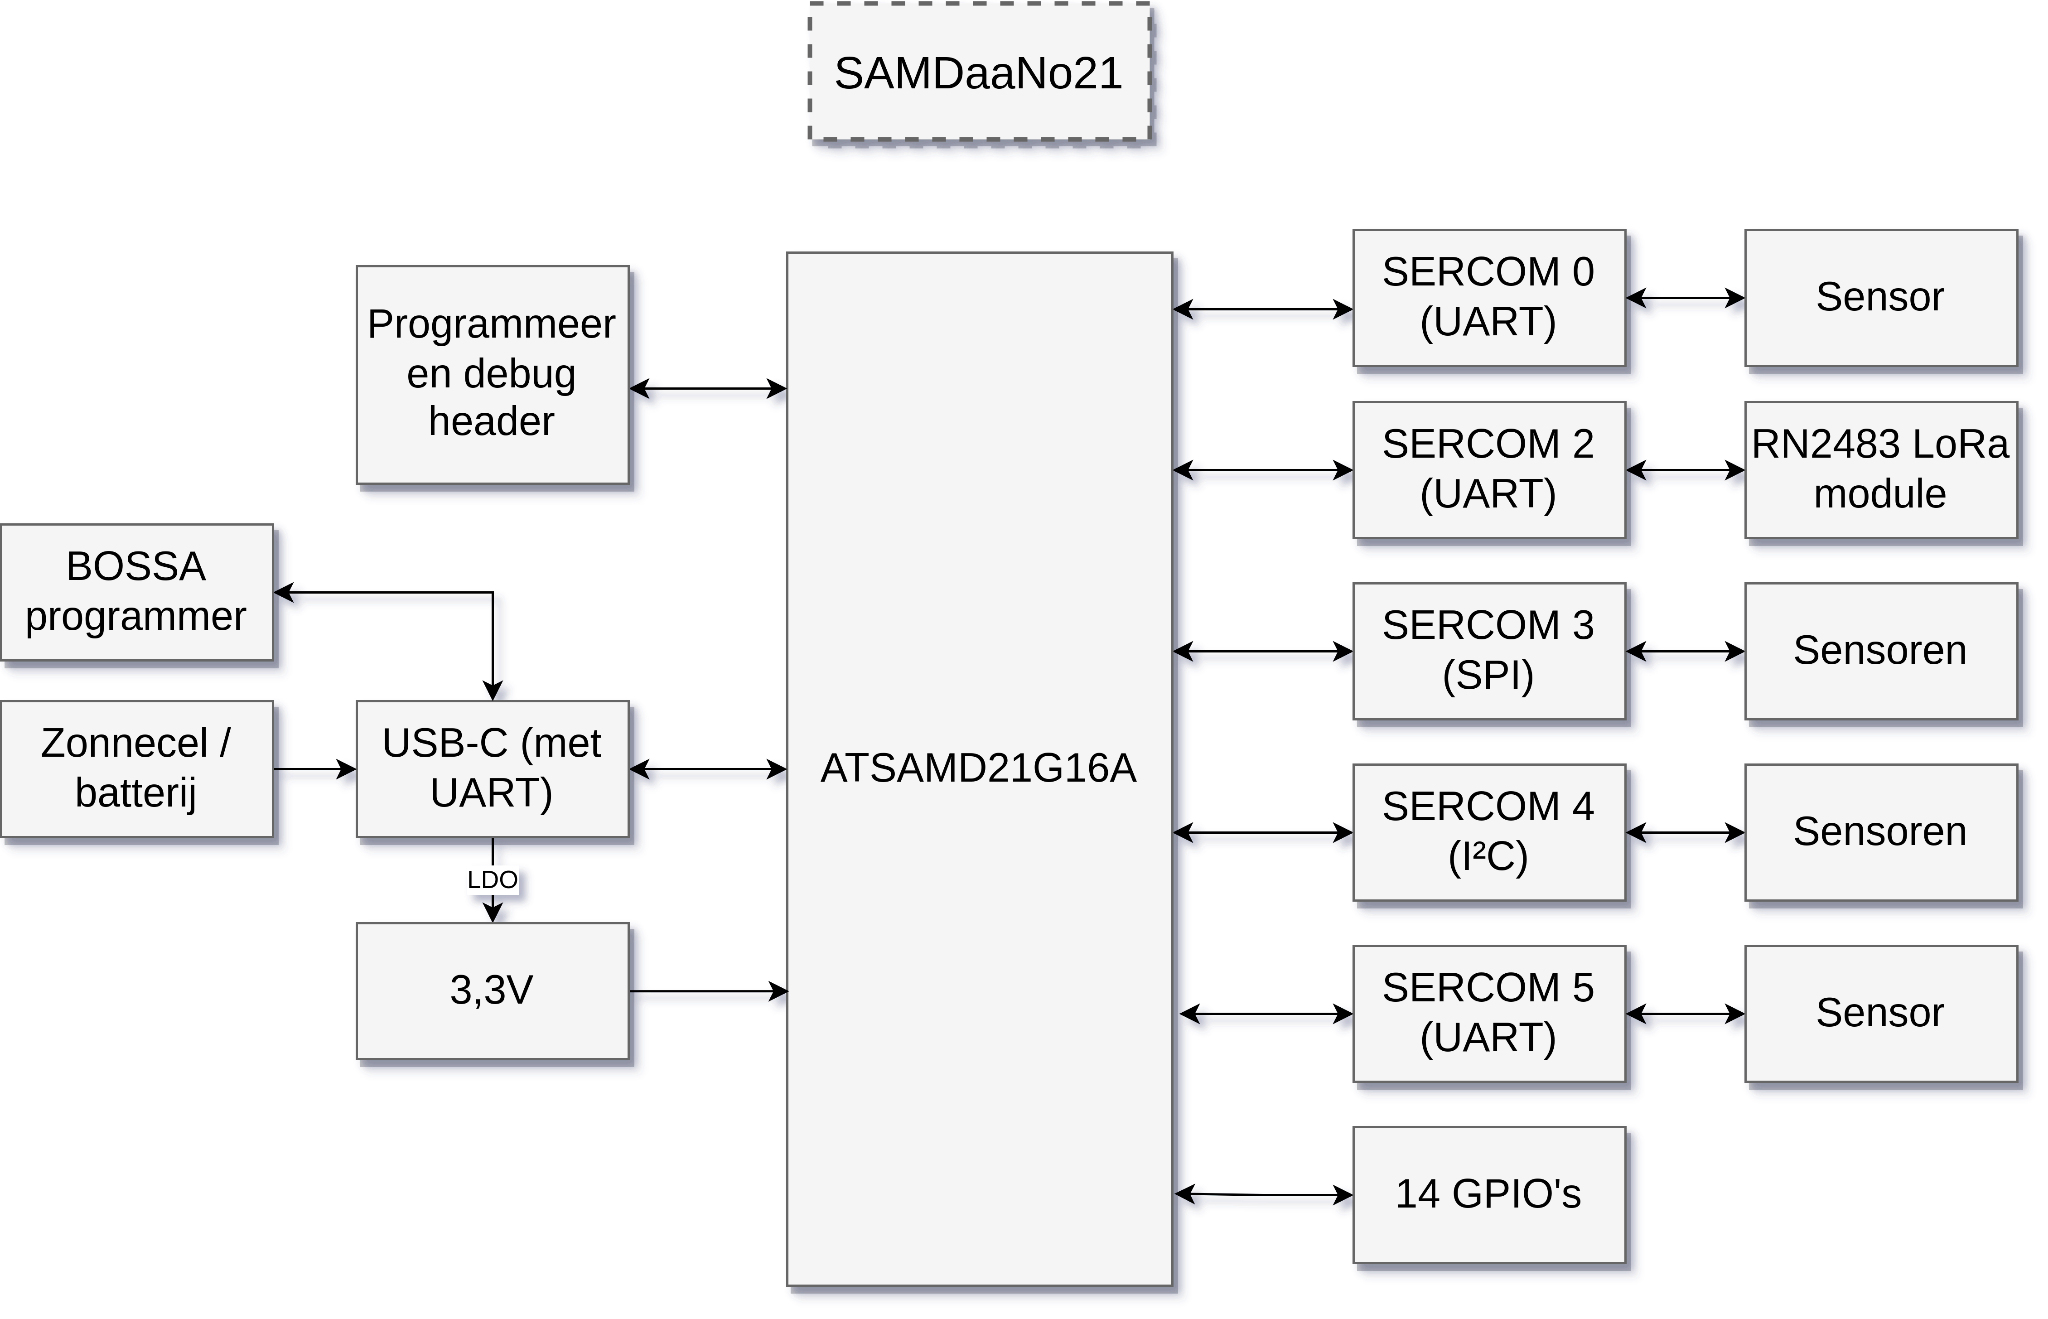 SAMDaaNo21
Programmeer
en debug
header
BOSSA
programmer
Zonnecel /
batterij
USB-C (met
UART)
LDO
3,3V
ATSAMD21G16A
SERCOM 0
(UART)
Sensor
SERCOM 2
(UART)
RN2483 LoRa
module
SERCOM 3
(SPI)
Sensoren
SERCOM 4
(I²C)
Sensoren
SERCOM 5
(UART)
Sensor
14 GPIO's